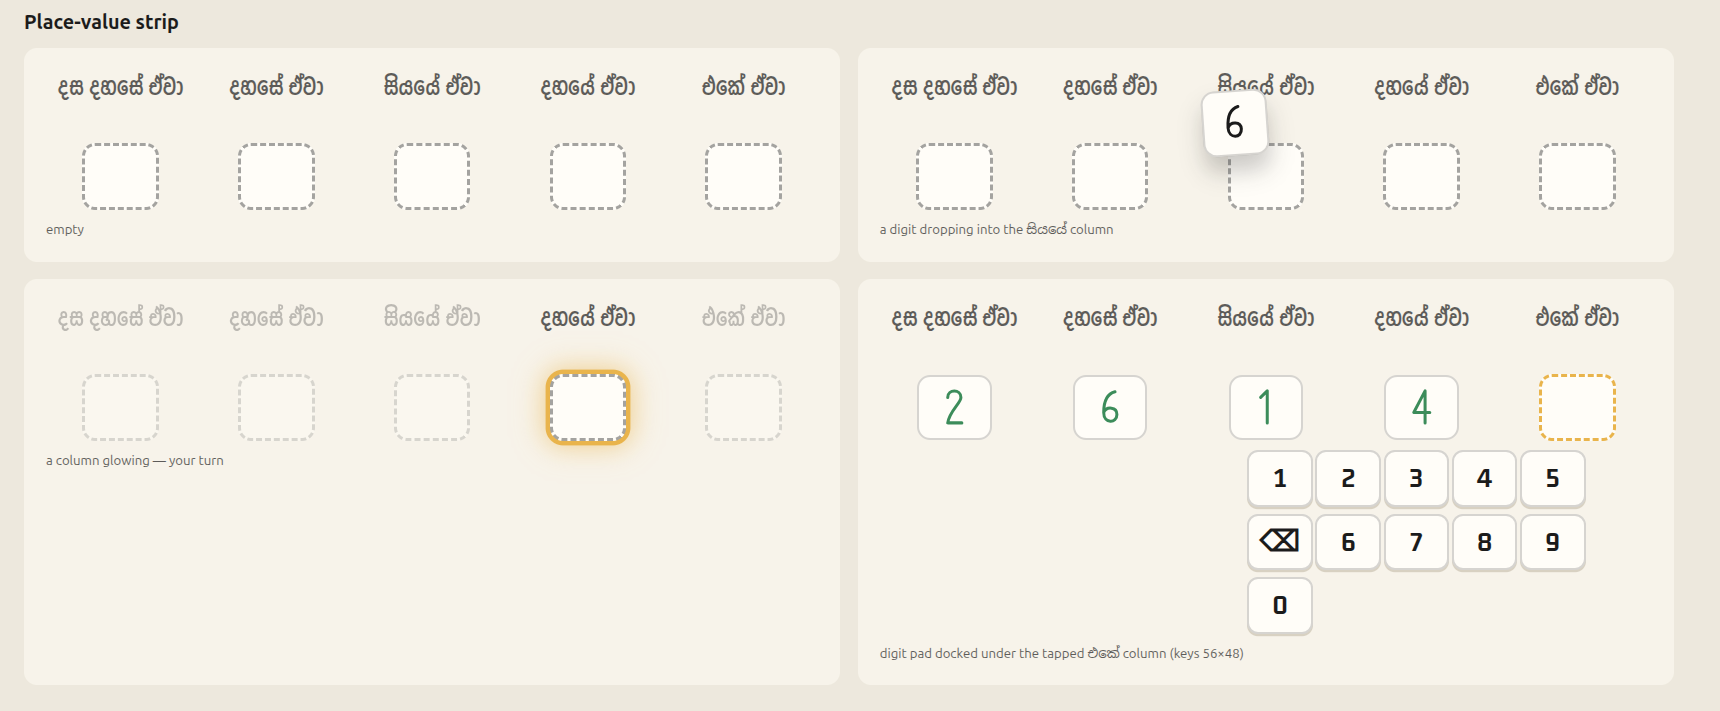 Place-value strip
දස දහසේ ඒවා දහසේ ඒවා සියයේ ඒවා දහයේ ඒවා එකේ ඒවා
empty
දස දහසේ ඒවා දහසේ ඒවා සියයේ ඒවා දහයේ ඒවා එකේ ඒවා
6
a digit dropping into the සියයේ column
දස දහසේ ඒවා දහසේ ඒවා සියයේ ඒවා දහයේ ඒවා එකේ ඒවා
a column glowing — your turn
දස දහසේ ඒවා දහසේ ඒවා සියයේ ඒවා දහයේ ඒවා එකේ ඒවා
2 6 1 4
1 2 3 4 5
⌫ 6 7 8 9
0
digit pad docked under the tapped එකේ column (keys 56×48)